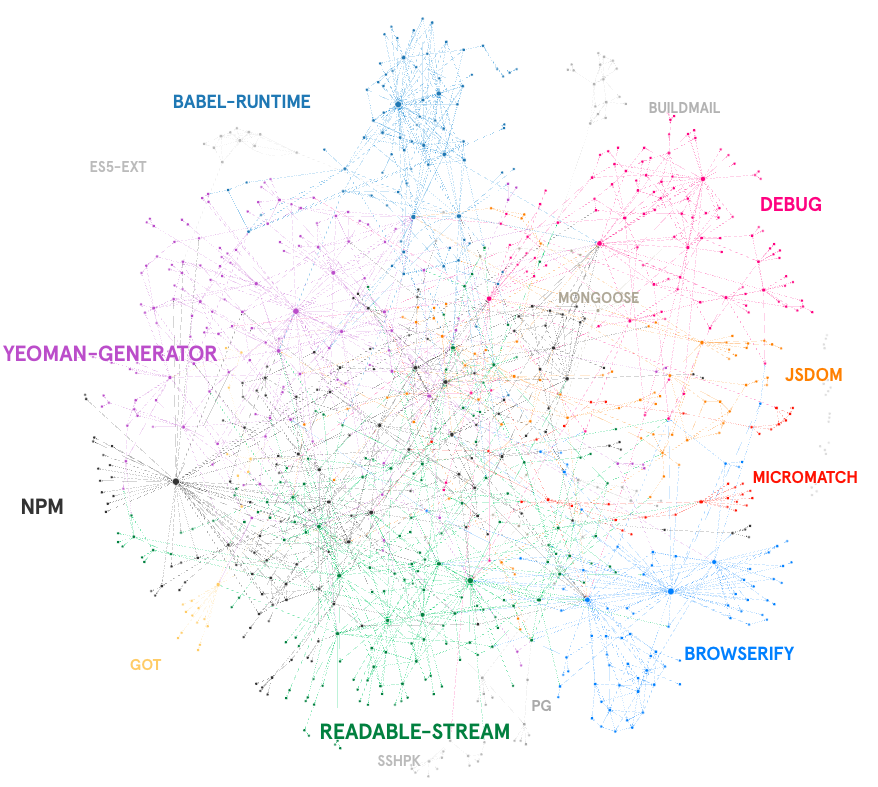 BABEL-RUNTIME
BUILDMAIL
ES5-EXT
DEBUG
MONGOOSE
YEOMAN-GENERATOR
JSDOM
MICROMATCH
NPM
BROWSERIFY
GOT
PG
READABLE-STREAM
SSHPK